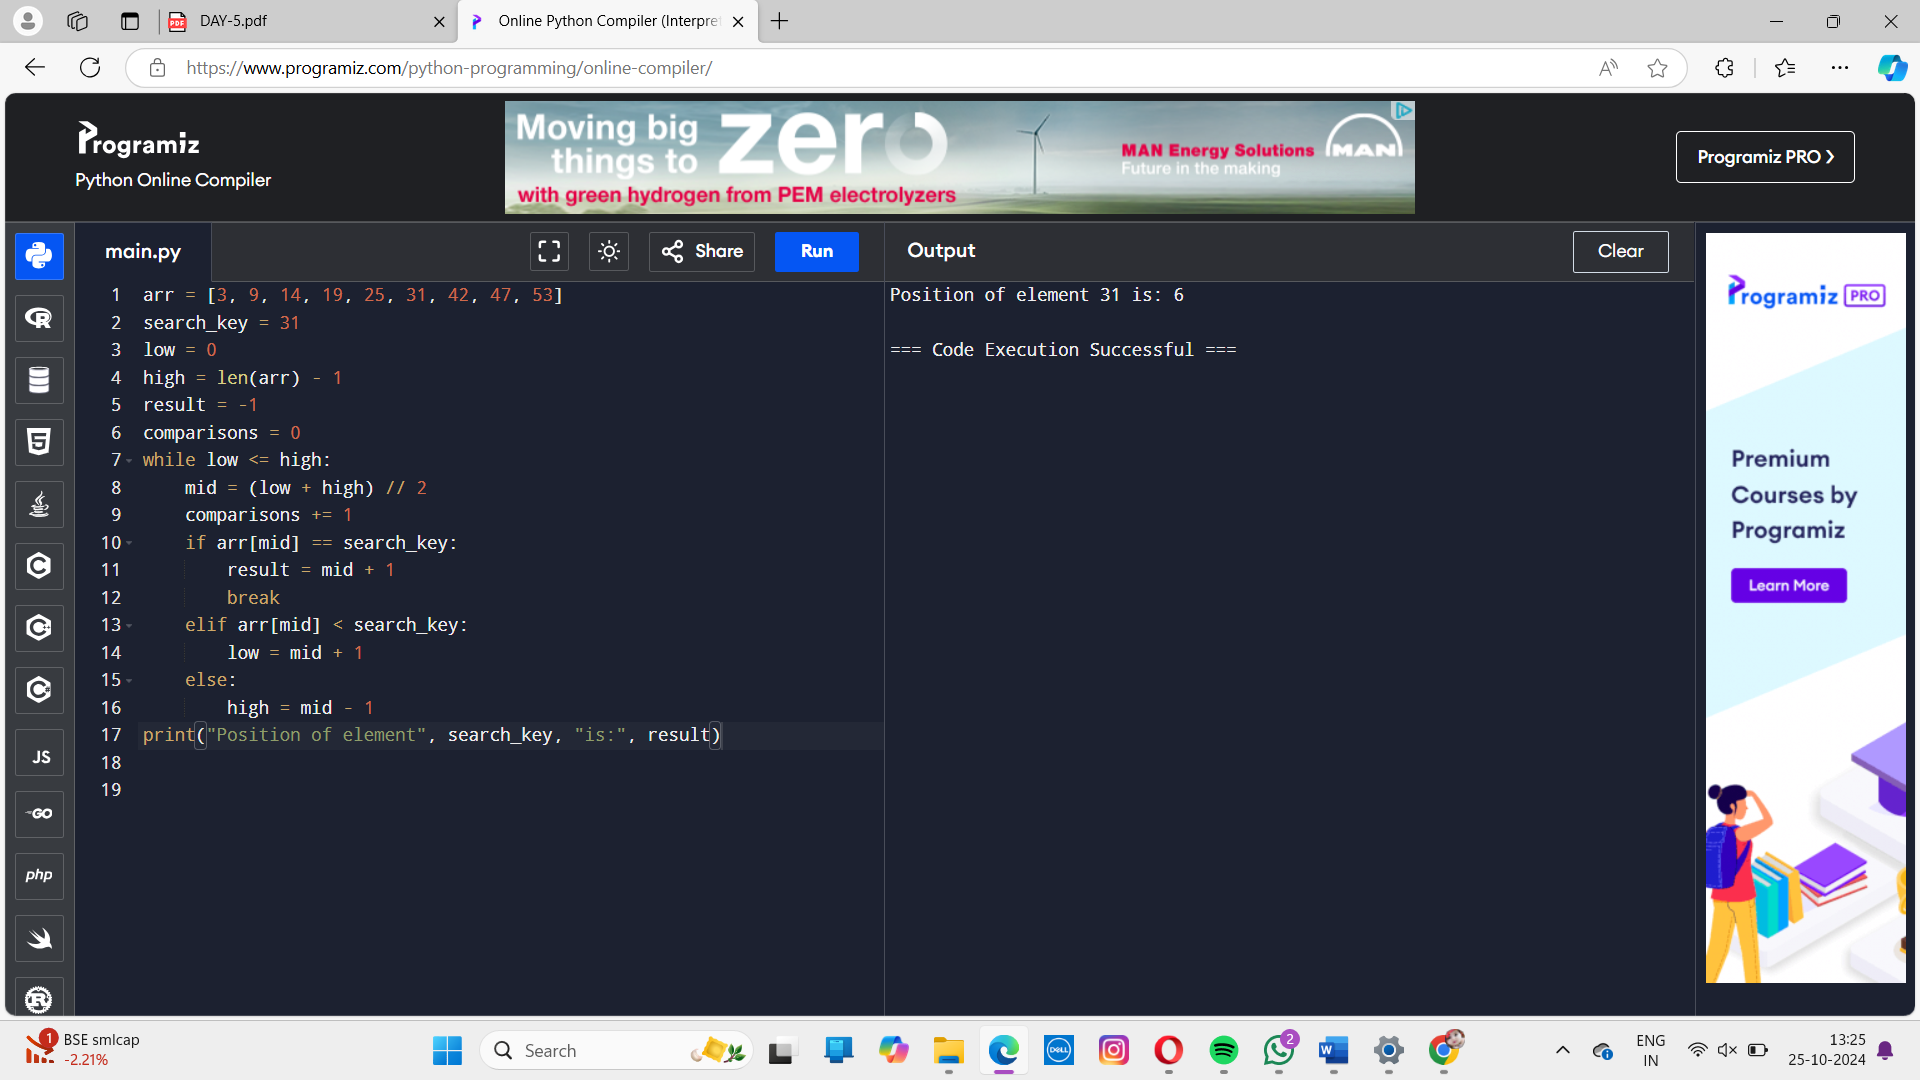 DAY-5.pdf
Online Python Compiler (Interpre
https://www.programiz.com/python-programming/online-compiler/
Programiz
Python Online Compiler
Moving big things to zero
with green hydrogen from PEM electrolyzers
MAN Energy Solutions
Future in the making
MAN
Programiz PRO ❯
main.py
Share
Run
Output
Clear
1 arr = [3, 9, 14, 19, 25, 31, 42, 47, 53]
2 search_key = 31
3 low = 0
4 high = len(arr) - 1
5 result = -1
6 comparisons = 0
7 while low <= high:
8     mid = (low + high) // 2
9     comparisons += 1
10     if arr[mid] == search_key:
11         result = mid + 1
12         break
13     elif arr[mid] < search_key:
14         low = mid + 1
15     else:
16         high = mid - 1
17 print("Position of element", search_key, "is:", result)
18
19
Position of element 31 is: 6
=== Code Execution Successful ===
Programiz PRO
Premium
Courses by
Programiz
Learn More
JS
GO
php
1
BSE smlcap
-2.21%
Search
DELL
2
W
ENG
IN
13:25
25-10-2024